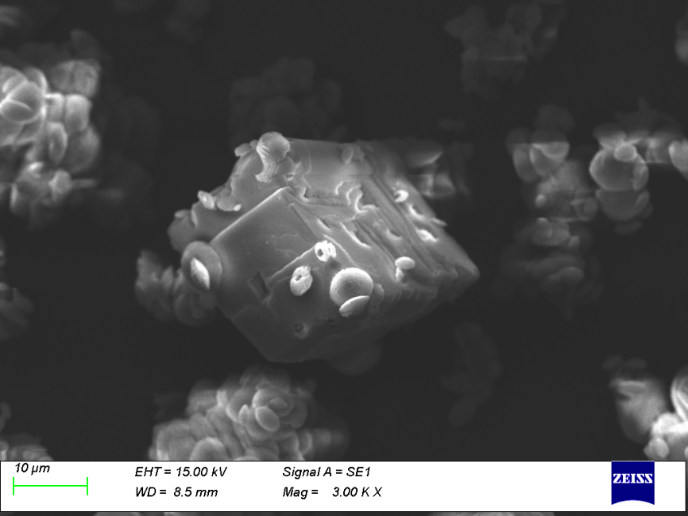 10 µm
EHT = 15.00 kV
Signal A = SE1
WD = 8.5 mm
Mag = 3.00 K X
ZEISS